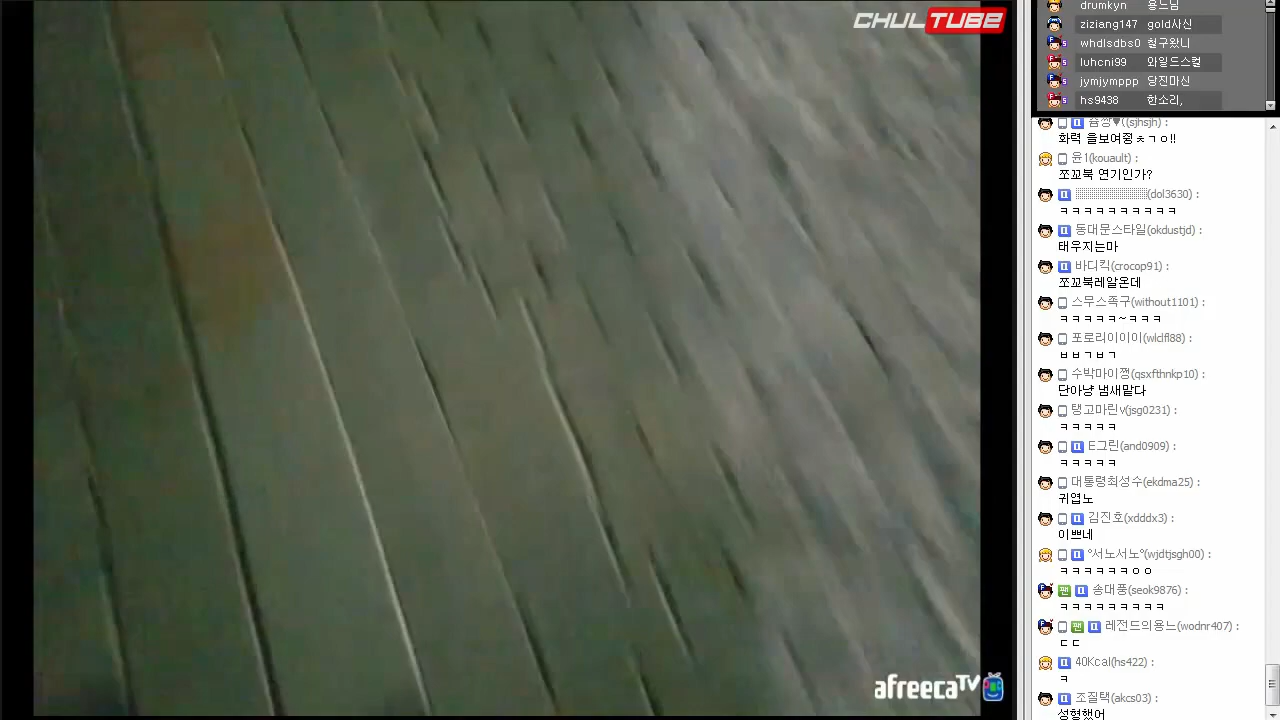 CHULTUBE
afreecaTV
drumkyn 용느님
ziziang147 gold사신
whdlsdbs0 철구왔니
luhcni99 와일드스컬
jymjymppp 당진마신
hs9438 한소리,
(sjhsjh) :
화력 을보여줭ㅊㄱㅇ!!
윤1(kouault) :
쪼꼬북 연기인가?
(dol3630) :
ㅋㅋㅋㅋㅋㅋㅋㅋㅋㅋ
동대문스타일(okdustjd) :
태우지는마
바디킥(crocop91) :
쪼꼬북레알온데
스무스족구(without1101) :
ㅋㅋㅋㅋㅋ~ㅋㅋㅋ
포로리이이이(wlclfl88) :
ㅂㅂㄱㅂㄱ
수박마이쪙(qsxfthnkp10) :
단아냥 냄새맡다
탱고마린v(jsg0231) :
ㅋㅋㅋㅋㅋ
E그린(and0909) :
ㅋㅋㅋㅋㅋ
대통령최성수(ekdma25) :
귀엽노
김진호(xdddx3) :
이쁘네
°서노서노°(wjdtjsgh00) :
ㅋㅋㅋㅋㅋㅋㅇㅇ
팬 송대풍(seok9876) :
ㅋㅋㅋㅋㅋㅋㅋㅋㅋ
팬 레전드의용느(wodnr407) :
ㄷㄷ
40Kcal(hs422) :
ㅋ
조질택(akcs03) :
성형했어